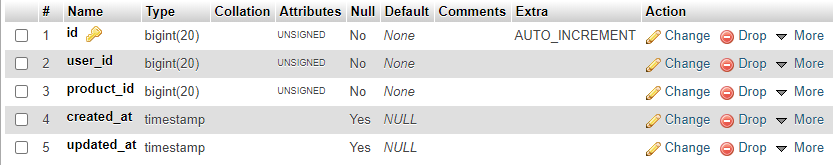 # Name Type Collation Attributes Null Default Comments Extra Action
1 id bigint(20) UNSIGNED No None AUTO_INCREMENT Change Drop More
2 user_id bigint(20) UNSIGNED No None Change Drop More
3 product_id bigint(20) UNSIGNED No None Change Drop More
4 created_at timestamp Yes NULL Change Drop More
5 updated_at timestamp Yes NULL Change Drop More